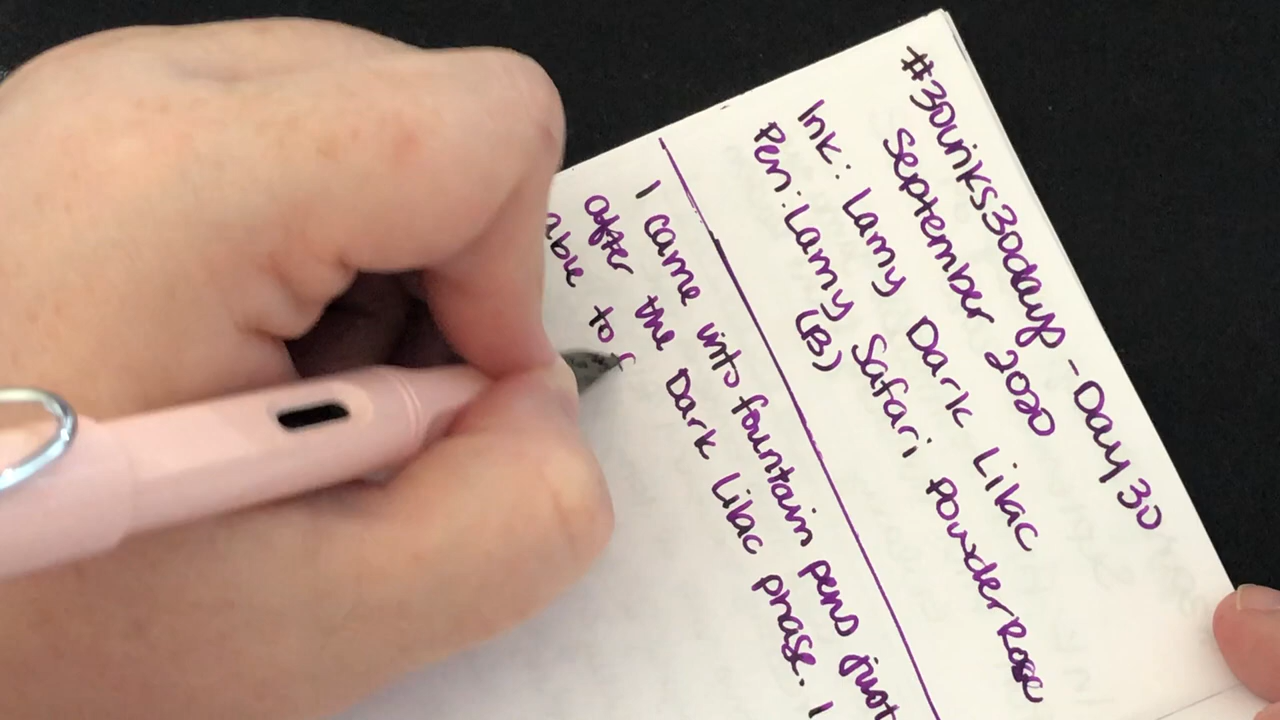 #30inks30days - Day 30
September 2020
Ink: Lamy Dark Lilac
Pen: Lamy Safari Powder Rose
(B)
I came into fountain pens just
after the Dark Lilac phase. I
able to f